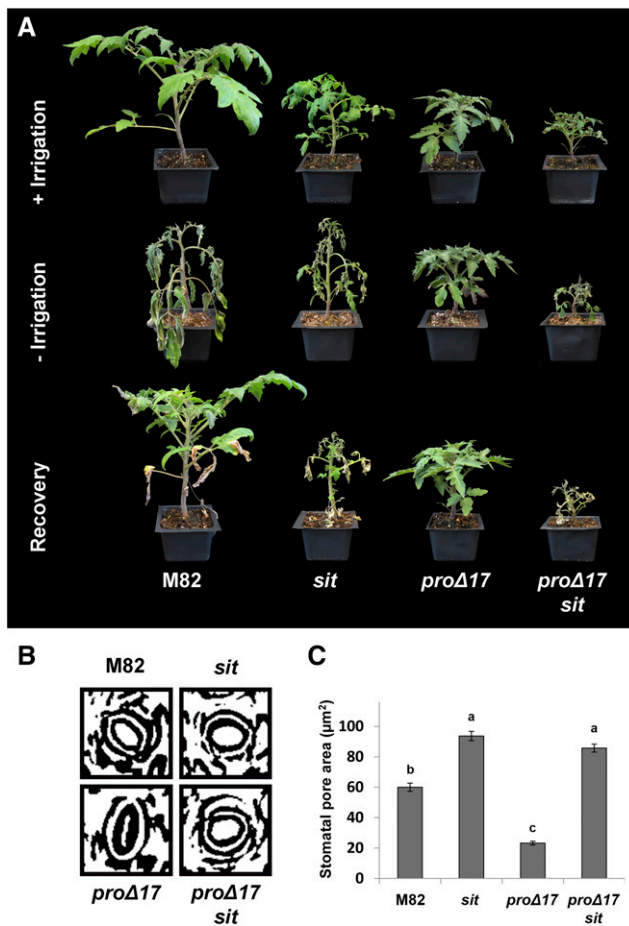 A
+ Irrigation
- Irrigation
Recovery
M82 sit proΔ17 proΔ17
sit
B
M82 sit
proΔ17 proΔ17
sit
C
Stomatal pore area (µm²)
100
80
60
40
20
0
b
a
c
a
M82 sit proΔ17 proΔ17
sit